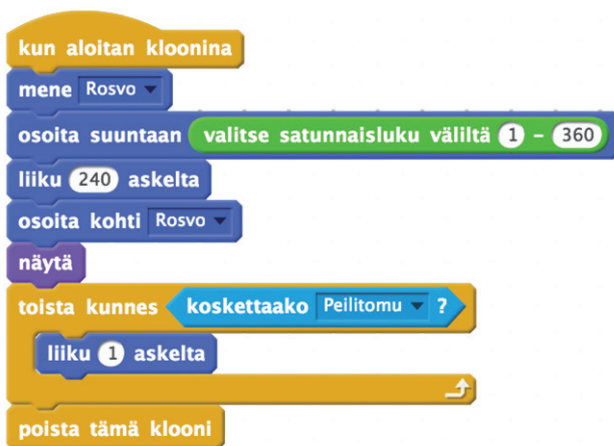 kun aloitan kloonina
mene Rosvo
osoita suuntaan valitse satunnaisluku väliltä 1 - 360
liiku 240 askelta
osoita kohti Rosvo
näytä
toista kunnes koskettaako Peilitomu ?
liiku 1 askelta
poista tämä klooni